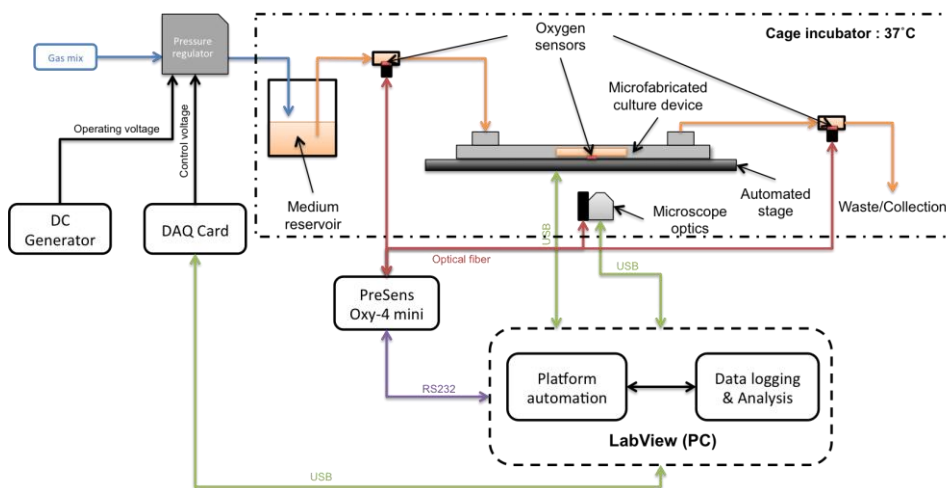 Cage incubator : 37°C
Pressure
regulator
Gas mix
Oxygen
sensors
Microfabricated
culture device
Operating voltage
Control voltage
Medium
reservoir
Automated
stage
Microscope
optics
Waste/Collection
DC
Generator
DAQ Card
USB
Optical fiber
USB
PreSens
Oxy-4 mini
RS232
Platform
automation
Data logging
& Analysis
LabView (PC)
USB